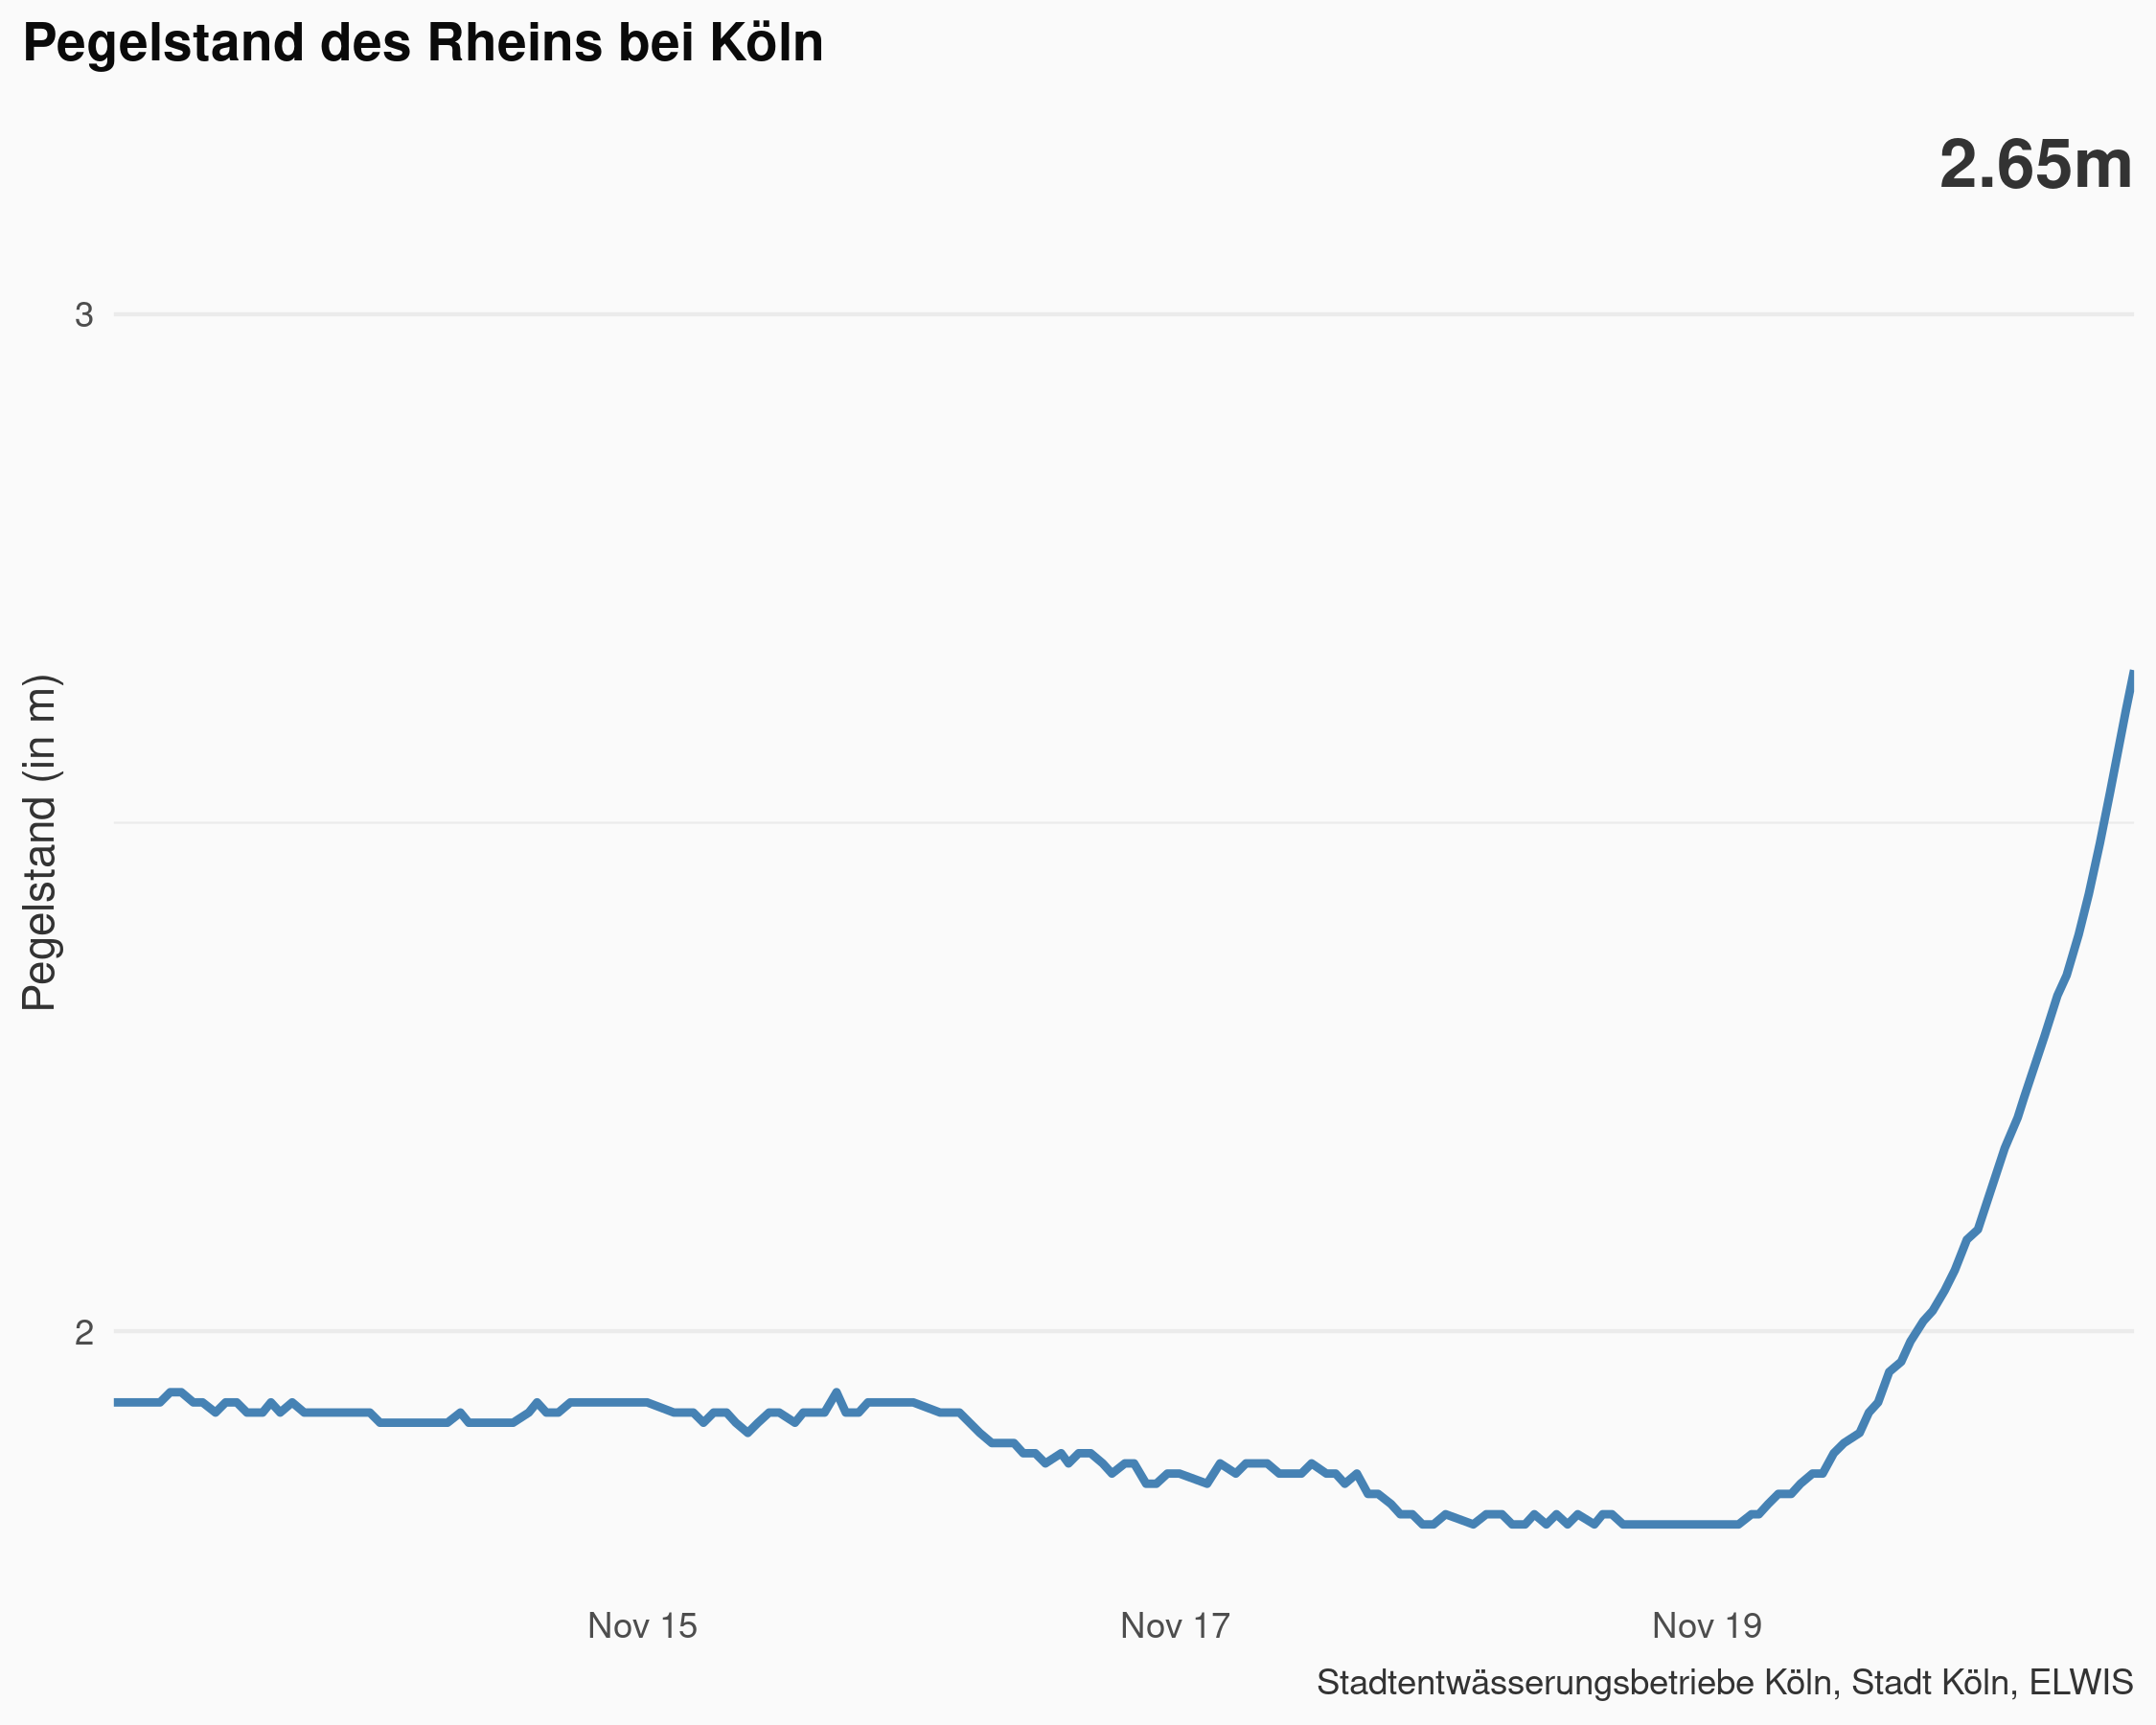 Pegelstand des Rheins bei Köln
2.65m
3
Pegelstand (in m)
2
Nov 15
Nov 17
Nov 19
Stadtentwässerungsbetriebe Köln, Stadt Köln, ELWIS